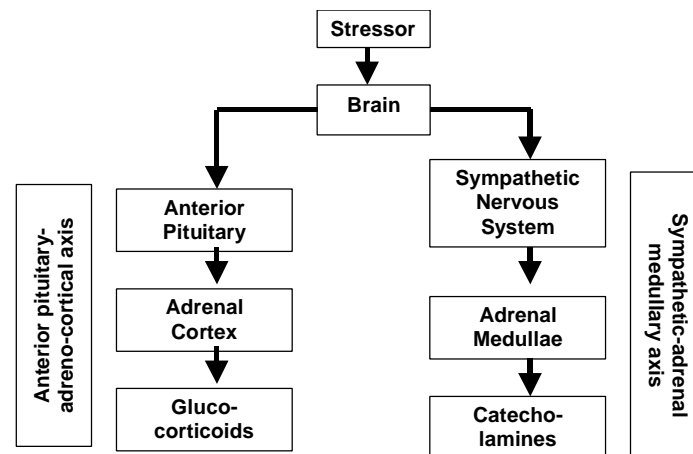 Stressor
Brain
Anterior
Pituitary
Sympathetic
Nervous
System
Anterior pituitary-
adreno-cortical axis
Sympathetic-adrenal
medullary axis
Adrenal
Cortex
Adrenal
Medullae
Gluco-
corticoids
Catecho-
lamines